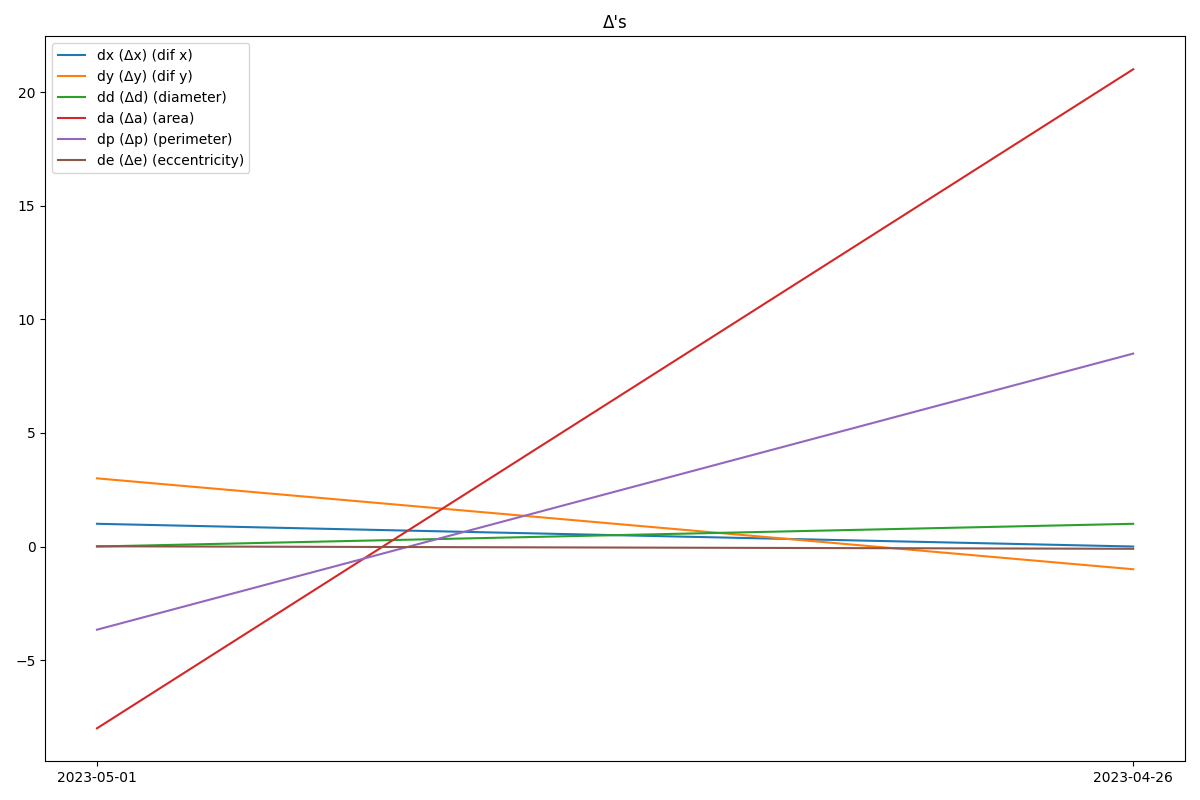 Δ's
dx (Δx) (dif x)
dy (Δy) (dif y)
dd (Δd) (diameter)
da (Δa) (area)
dp (Δp) (perimeter)
de (Δe) (eccentricity)
20
15
10
5
0
−5
2023-05-01 2023-04-26